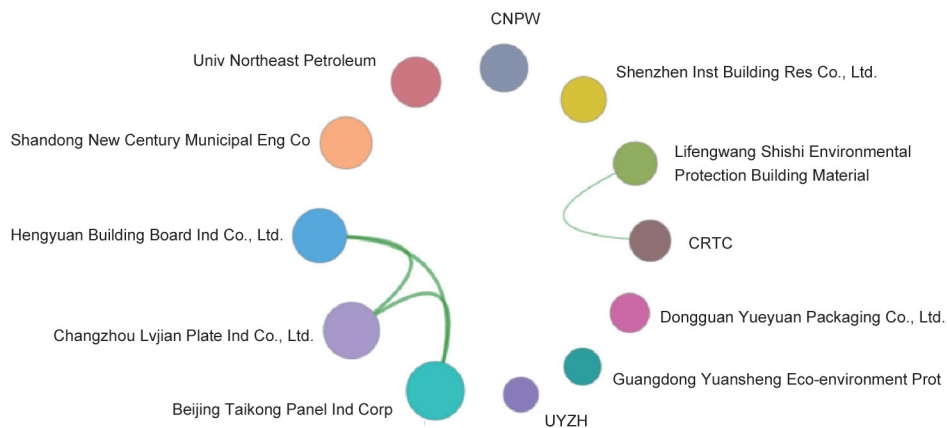 CNPW
Univ Northeast Petroleum
Shenzhen Inst Building Res Co., Ltd.
Shandong New Century Municipal Eng Co
Lifengwang Shishi Environmental
Protection Building Material
Hengyuan Building Board Ind Co., Ltd.
CRTC
Dongguan Yueyuan Packaging Co., Ltd.
Changzhou Lvjian Plate Ind Co., Ltd.
Guangdong Yuansheng Eco-environment Prot
Beijing Taikong Panel Ind Corp
UYZH